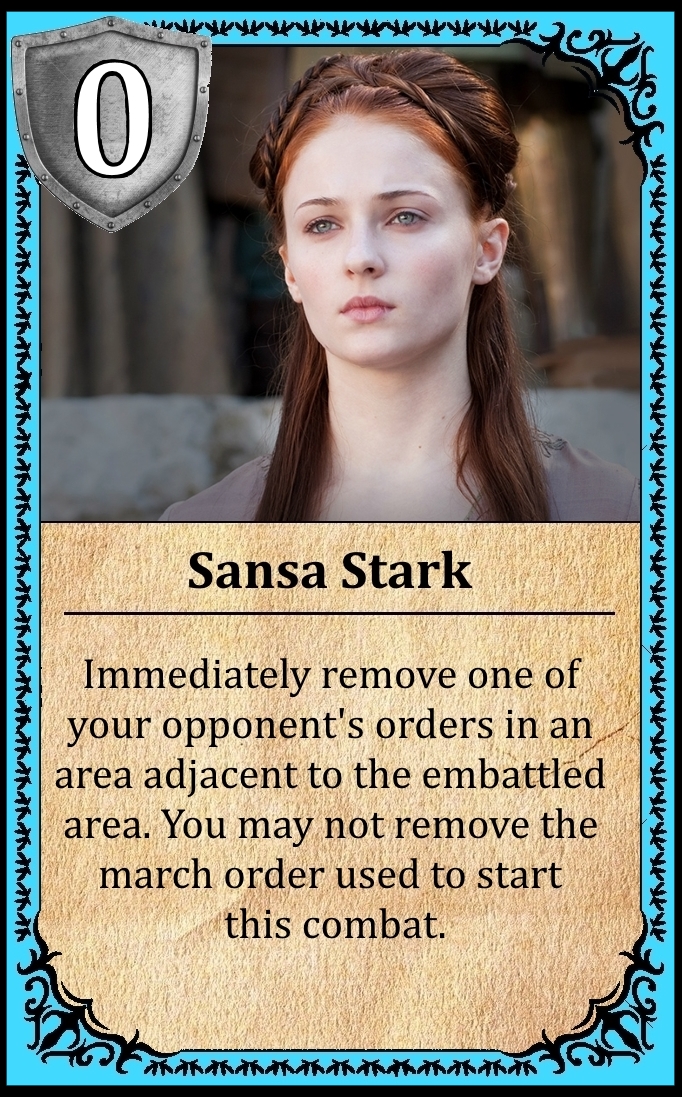 0
Sansa Stark
Immediately remove one of
your opponent's orders in an
area adjacent to the embattled
area. You may not remove the
march order used to start
this combat.